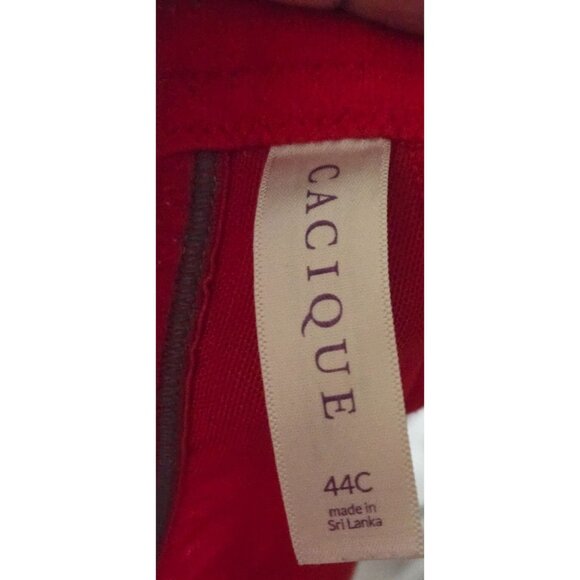 CACIQUE
44C
made in
Sri Lanka